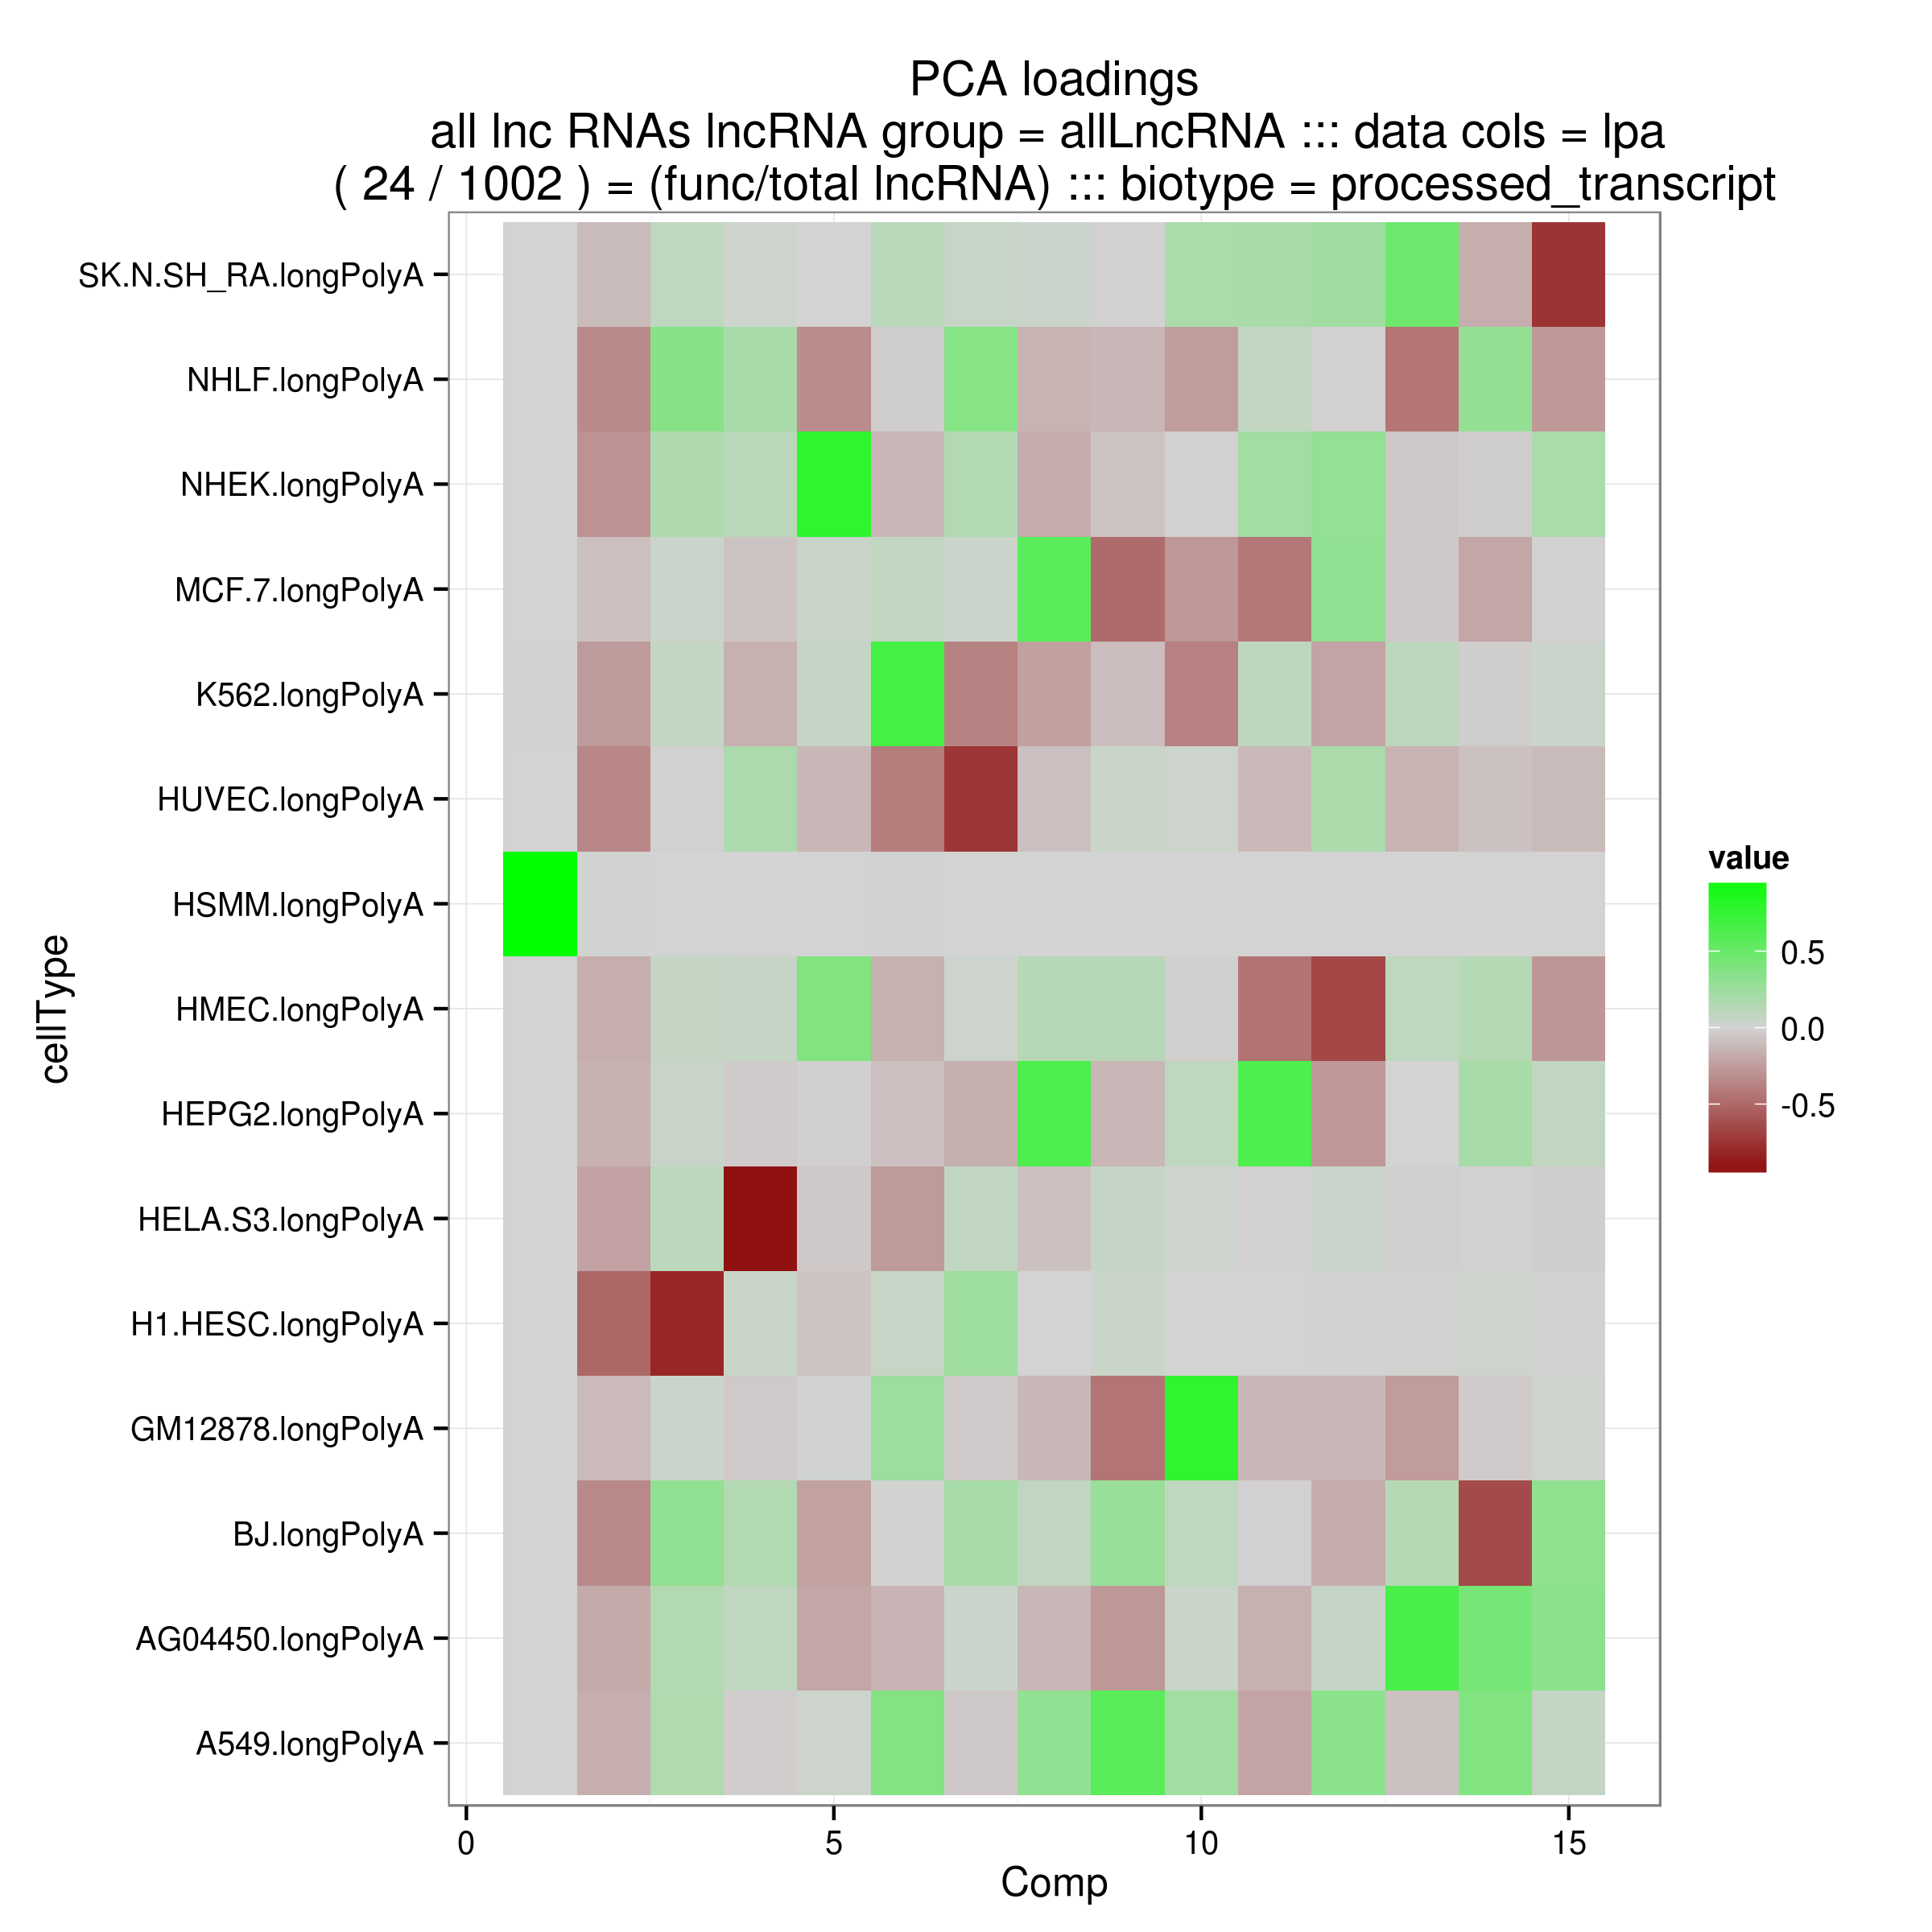 PCA loadings
all lnc RNAs lncRNA group = allLncRNA ::: data cols = lpa
( 24 / 1002 ) = (func/total lncRNA) ::: biotype = processed_transcript
SK.N.SH_RA.longPolyA
NHLF.longPolyA
NHEK.longPolyA
MCF.7.longPolyA
K562.longPolyA
HUVEC.longPolyA
HSMM.longPolyA
HMEC.longPolyA
HEPG2.longPolyA
HELA.S3.longPolyA
H1.HESC.longPolyA
GM12878.longPolyA
BJ.longPolyA
AG04450.longPolyA
A549.longPolyA
cellType
0 5 10 15
Comp
value
0.5
0.0
-0.5